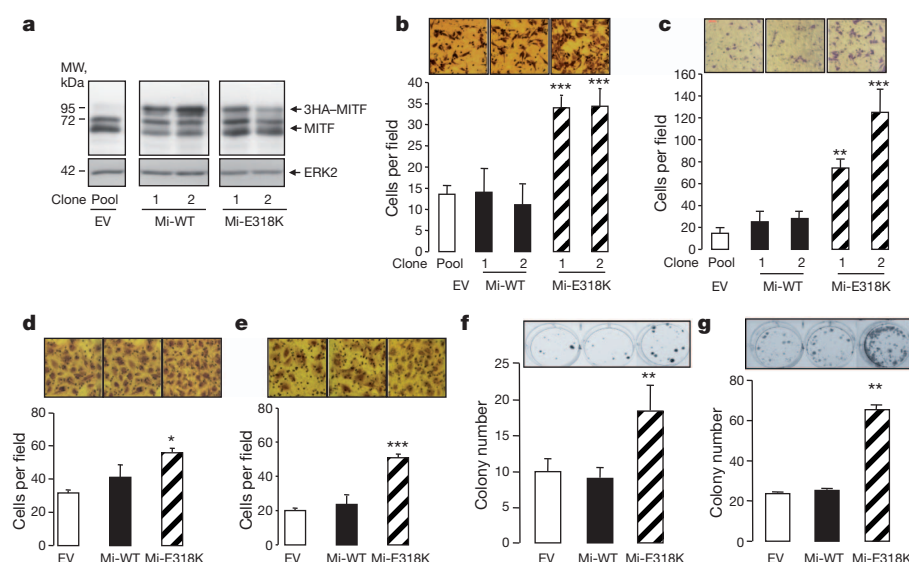 a
MW,
kDa
95
72
42
3HA–MITF
MITF
ERK2
Clone Pool 1 2 1 2
EV Mi-WT Mi-E318K
b
Cells per field
40
35
30
25
20
15
10
5
0
*** ***
Clone Pool 1 2 1 2
EV Mi-WT Mi-E318K
c
Cells per field
160
140
120
100
80
60
40
20
0
** ***
Clone Pool 1 2 1 2
EV Mi-WT Mi-E318K
d
Cells per field
80
60
40
20
0
*
EV Mi-WT Mi-E318K
e
Cells per field
80
60
40
20
0
***
EV Mi-WT Mi-E318K
f
Colony number
25
20
15
10
5
0
**
EV Mi-WT Mi-E318K
g
Colony number
80
60
40
20
0
**
EV Mi-WT Mi-E318K